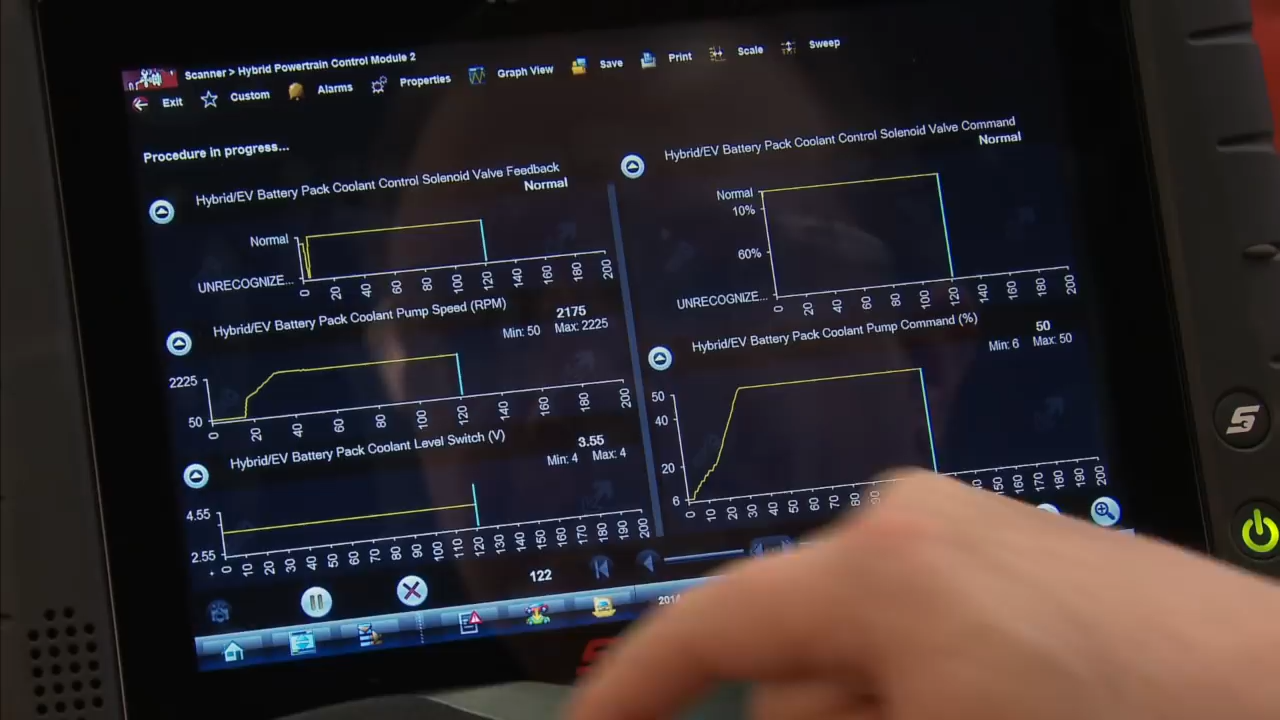 Scanner > Hybrid Powertrain Control Module 2
Exit Custom Alarms Properties Graph View Save Print Scale Sweep
Procedure in progress...
Hybrid/EV Battery Pack Coolant Control Solenoid Valve Feedback
Normal
Normal
UNRECOGNIZE...
0 20 40 60 80 100 120 140 160 180 200
Hybrid/EV Battery Pack Coolant Control Solenoid Valve Command
Normal
Normal
10%
60%
UNRECOGNIZE...
0 20 40 60 80 100 120 140 160 180 200
Hybrid/EV Battery Pack Coolant Pump Speed (RPM)
2175
Min: 50 Max: 2225
2225
50
0 20 40 60 80 100 120 140 160 180 200
Hybrid/EV Battery Pack Coolant Pump Command (%)
50
Min: 6 Max: 50
50
40
20
6
0 10 20 30 40 50 60 70 80 90 150 160 170 180 190 200
Hybrid/EV Battery Pack Coolant Level Switch (V)
3.55
Min: 4 Max: 4
4.55
2.55
0 10 20 30 40 50 60 70 80 90 100 110 120 130 140 150 160 170 180 190 200
122
2014
S